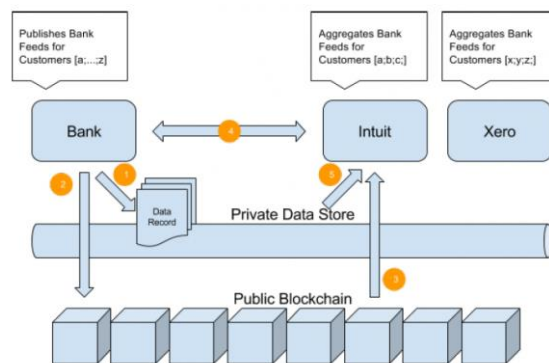 Publishes Bank
Feeds for
Customers [a;...;z]
Aggregates Bank
Feeds for
Customers [a;b;c;]
Aggregates Bank
Feeds for
Customers [x;y;z;]
Bank
4
Intuit
Xero
2
1
5
Data
Record
Private Data Store
3
Public Blockchain